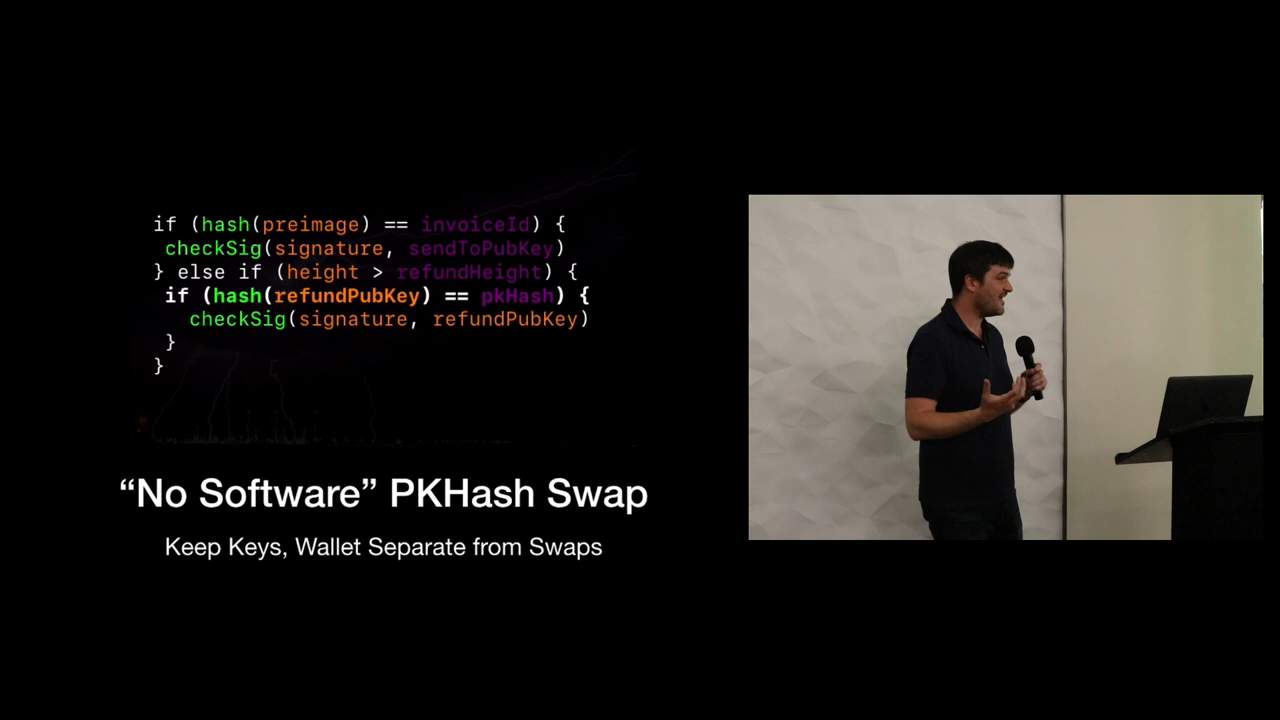 if (hash(preimage) == invoiceId) {
checkSig(signature, sendToPubKey)
} else if (height > refundHeight) {
if (hash(refundPubKey) == pkHash) {
checkSig(signature, refundPubKey)
}
}
“No Software” PKHash Swap
Keep Keys, Wallet Separate from Swaps